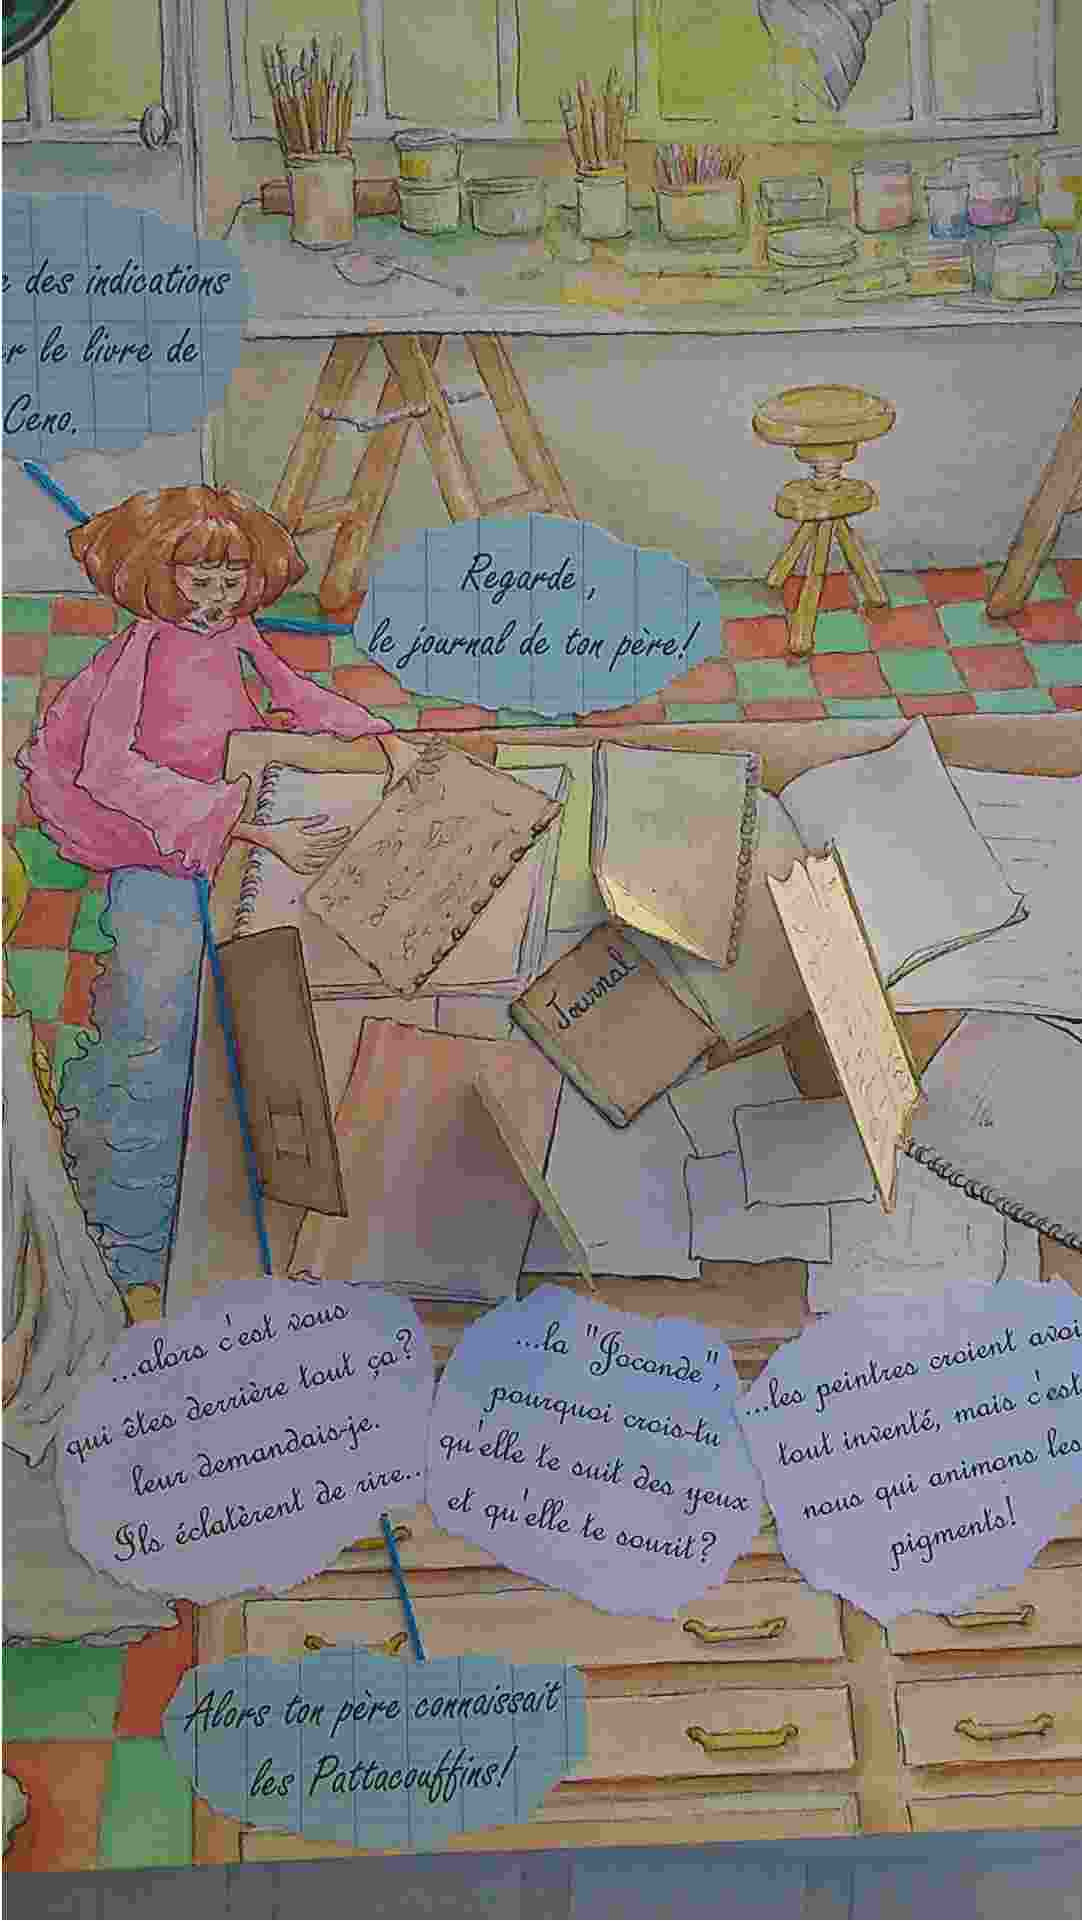 des indications
le livre de
Ceno.
Regarde,
le journal de ton père!
Journal
...alors c'est vous
qui êtes derrière tout ça?
leur demandais-je.
Ils éclatèrent de rire..
...la "Joconde",
pourquoi crois-tu
qu'elle te suit des yeux
et qu'elle te sourit?
...les peintres croient avoi
tout inventé, mais c'est
nous qui animons les
pigments!
Alors ton père connaissait
les Pattacouffins!